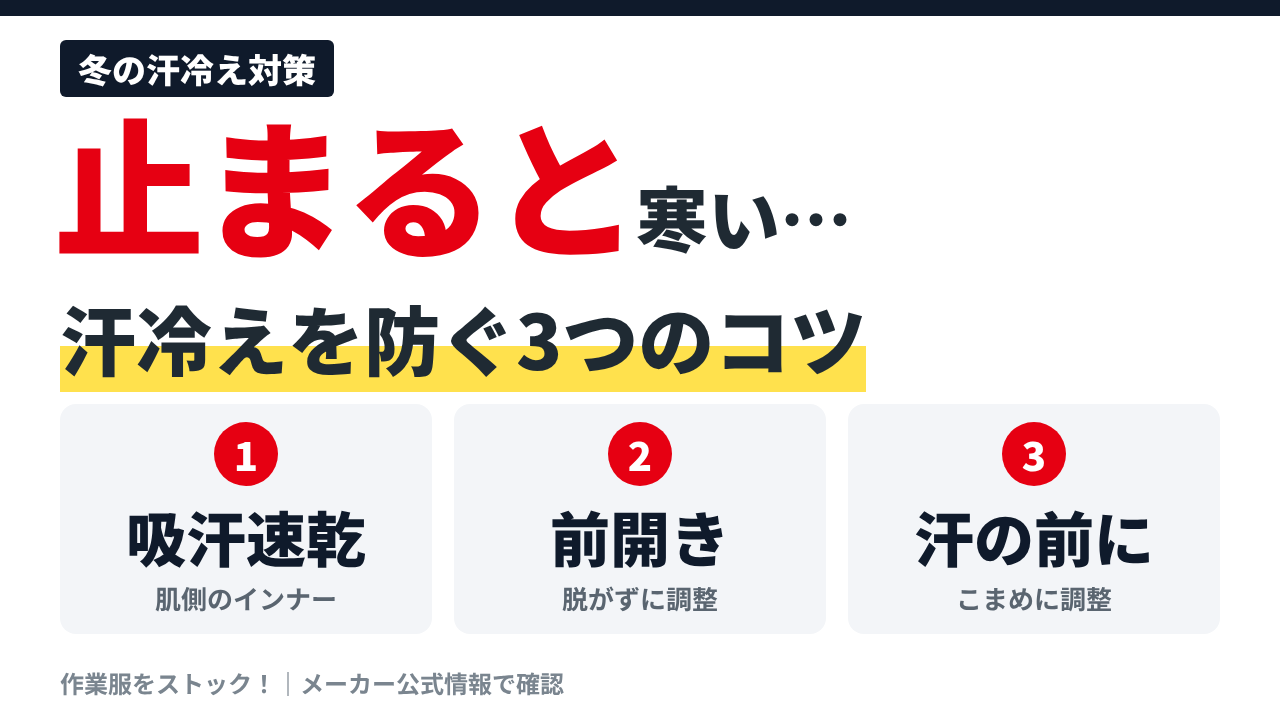 冬の汗冷え対策
止まると寒い…
汗冷えを防ぐ3つのコツ
1
吸汗速乾
肌側のインナー
2
前開き
脱がずに調整
3
汗の前に
こまめに調整
作業服をストック！｜メーカー公式情報で確認